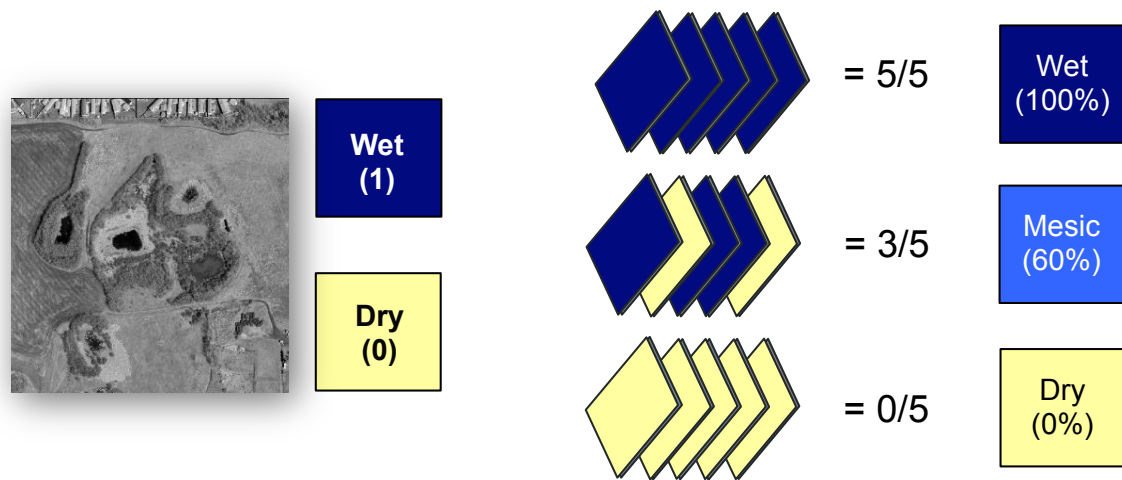 Wet
(1)
Dry
(0)
= 5/5
Wet
(100%)
= 3/5
Mesic
(60%)
= 0/5
Dry
(0%)